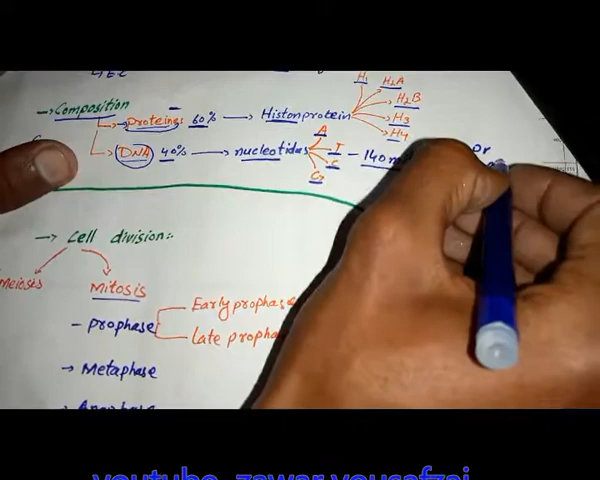 → Composition
→ Proteins 60% → Histon protein
H1
H2A
H2B
H3
H4
→ DNA 40% → nucleotides
A
T
C
G
– 140
Pr
→ Cell division:-
Meiosis
Mitosis
Early prophase
– Prophase
Late propha
→ Metaphase
youtube zawar yousafzai